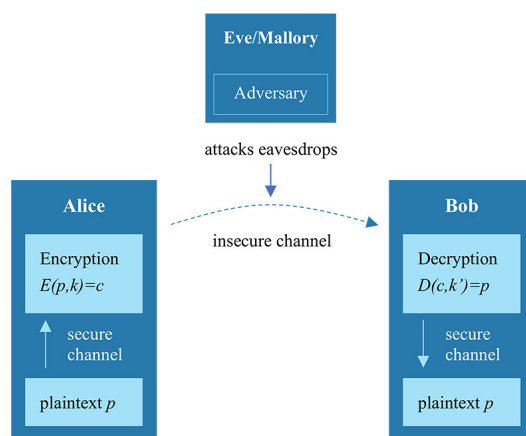 Eve/Mallory
Adversary
attacks eavesdrops
Alice
Bob
insecure channel
Encryption
E(p,k)=c
secure
channel
plaintext p
Decryption
D(c,k’)=p
secure
channel
plaintext p